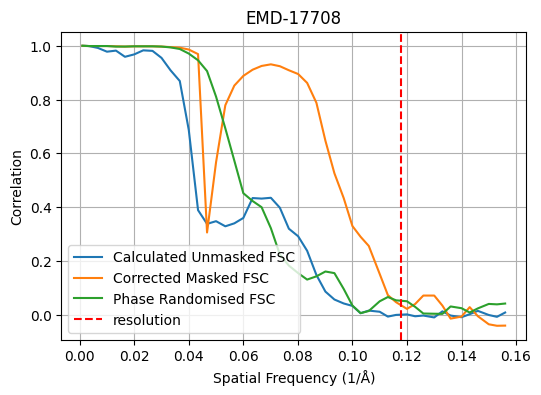 EMD-17708
1.0
0.8
0.6
0.4
0.2
0.0
Correlation
Calculated Unmasked FSC
Corrected Masked FSC
Phase Randomised FSC
resolution
0.00 0.02 0.04 0.06 0.08 0.10 0.12 0.14 0.16
Spatial Frequency (1/Å)